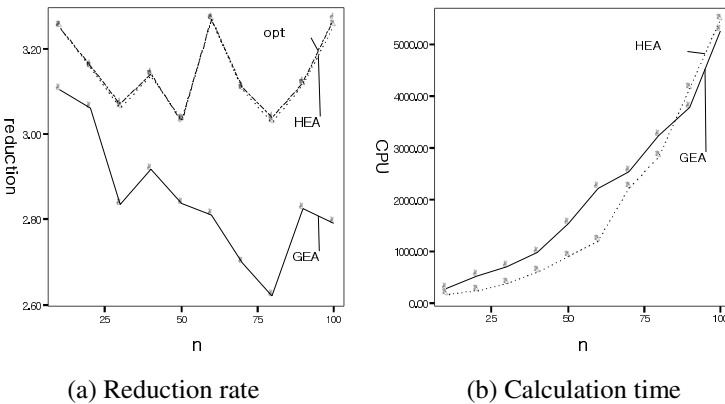 3,20
3,00
2,80
2,60
reduction
opt
HEA
GEA
25
50
75
100
n
(a) Reduction rate
5000,00
4000,00
3000,00
2000,00
1000,00
0,00
CPU
HEA
GEA
25
50
75
100
n
(b) Calculation time